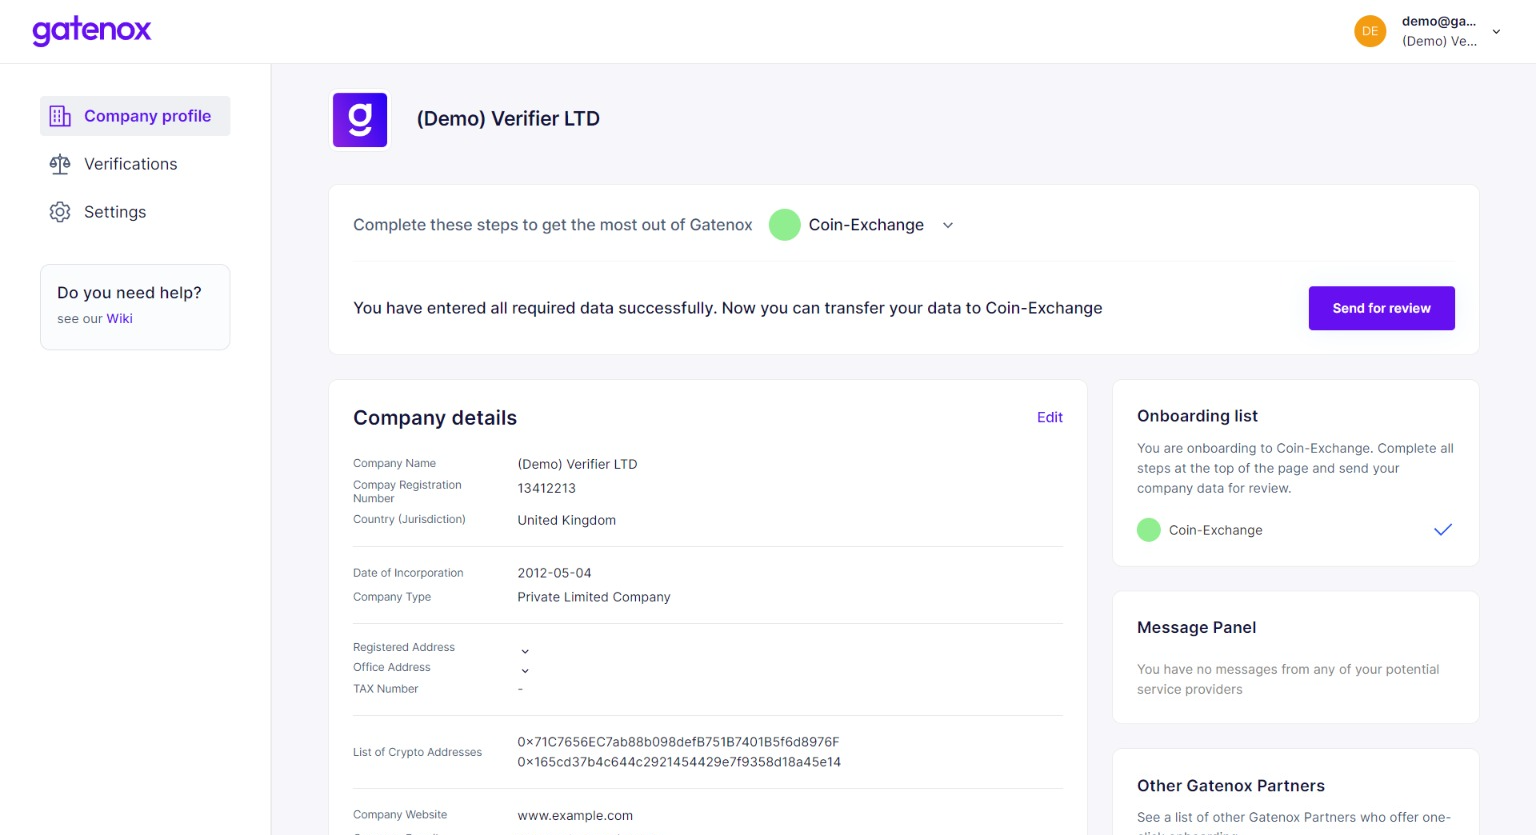 gatenox
DE
demo@ga...
(Demo) Ve...
Company profile
Verifications
Settings
Do you need help?
see our Wiki
g
(Demo) Verifier LTD
Complete these steps to get the most out of Gatenox
Coin-Exchange
You have entered all required data successfully. Now you can transfer your data to Coin-Exchange
Send for review
Company details
Edit
Company Name
(Demo) Verifier LTD
Compay Registration
Number
13412213
Country (Jurisdiction)
United Kingdom
Date of Incorporation
2012-05-04
Company Type
Private Limited Company
Registered Address
Office Address
TAX Number
-
List of Crypto Addresses
0x71C7656EC7ab88b098defB751B7401B5f6d8976F
0x165cd37b4c644c2921454429e7f9358d18a45e14
Company Website
www.example.com
Onboarding list
You are onboarding to Coin-Exchange. Complete all
steps at the top of the page and send your
company data for review.
Coin-Exchange
Message Panel
You have no messages from any of your potential
service providers
Other Gatenox Partners
See a list of other Gatenox Partners who offer one-